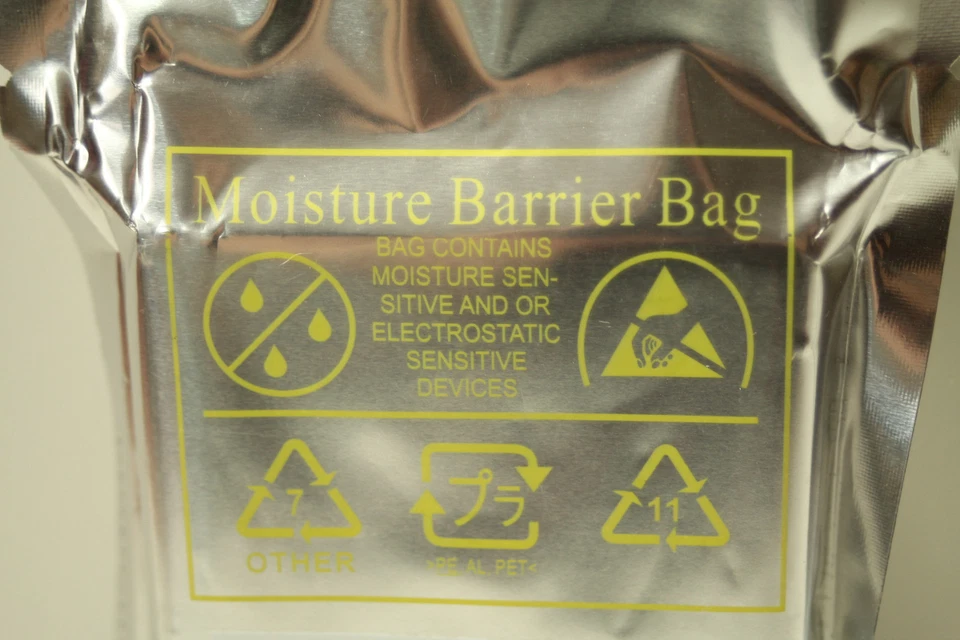 Moisture Barrier Bag
BAG CONTAINS
MOISTURE SEN-
SITIVE AND OR
ELECTROSTATIC
SENSITIVE
DEVICES
7
プラ
11
OTHER
>PE, AL, PET<